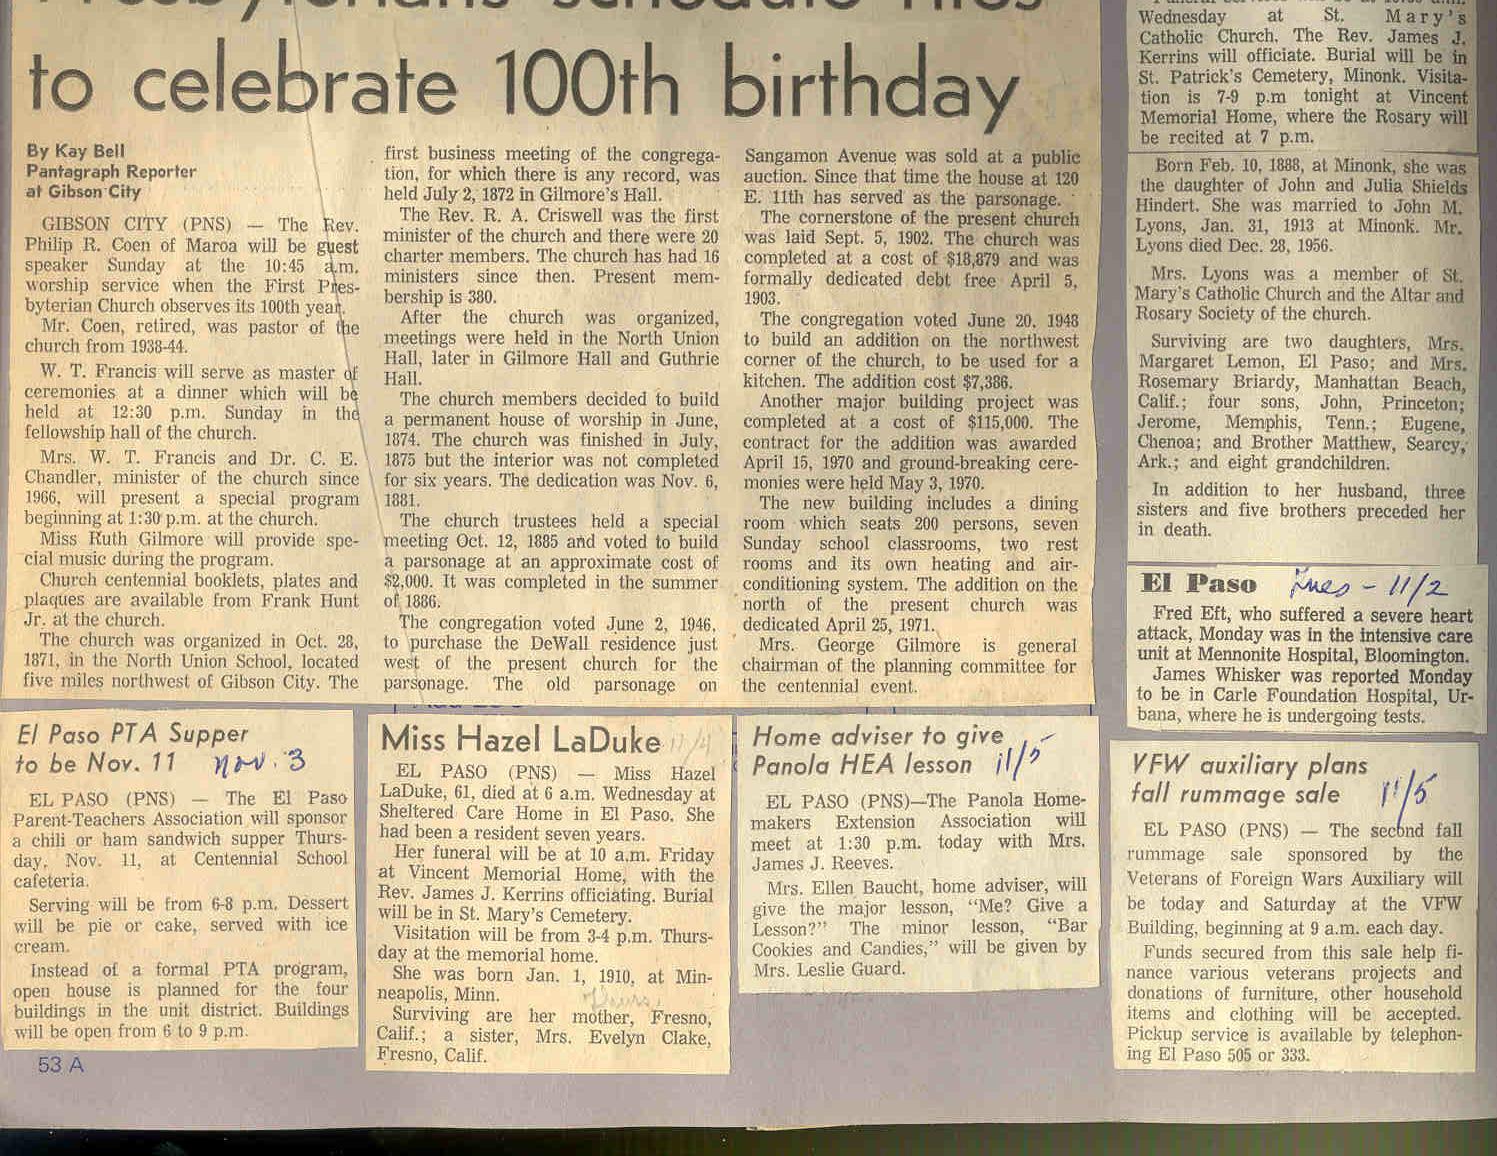 to celebrate 100th birthday
By Kay Bell
Pantagraph Reporter
at Gibson City
GIBSON CITY (PNS) — The Rev.
Philip R. Coen of Maroa will be guest
speaker Sunday at the 10:45 a.m.
worship service when the First Pres-
byterian Church observes its 100th year.
Mr. Coen, retired, was pastor of the
church from 1938-44.
W. T. Francis will serve as master of
ceremonies at a dinner which will be
held at 12:30 p.m. Sunday in the
fellowship hall of the church.
Mrs. W. T. Francis and Dr. C. E.
Chandler, minister of the church since
1966, will present a special program
beginning at 1:30 p.m. at the church.
Miss Ruth Gilmore will provide spe-
cial music during the program.
Church centennial booklets, plates and
plaques are available from Frank Hunt
Jr. at the church.
The church was organized in Oct. 28,
1871, in the North Union School, located
five miles northwest of Gibson City. The
first business meeting of the congrega-
tion, for which there is any record, was
held July 2, 1872 in Gilmore's Hall.
The Rev. R. A. Criswell was the first
minister of the church and there were 20
charter members. The church has had 16
ministers since then. Present mem-
bership is 380.
After the church was organized,
meetings were held in the North Union
Hall, later in Gilmore Hall and Guthrie
Hall.
The church members decided to build
a permanent house of worship in June,
1874. The church was finished in July,
1875 but the interior was not completed
for six years. The dedication was Nov. 6,
1881.
The church trustees held a special
meeting Oct. 12, 1885 and voted to build
a parsonage at an approximate cost of
$2,000. It was completed in the summer
of 1886.
The congregation voted June 2, 1946,
to purchase the DeWall residence just
west of the present church for the
parsonage. The old parsonage on
Sangamon Avenue was sold at a public
auction. Since that time the house at 120
E. 11th has served as the parsonage.
The cornerstone of the present church
was laid Sept. 5, 1902. The church was
completed at a cost of $18,879 and was
formally dedicated debt free April 5,
1903.
The congregation voted June 20, 1948
to build an addition on the northwest
corner of the church, to be used for a
kitchen. The addition cost $7,386.
Another major building project was
completed at a cost of $115,000. The
contract for the addition was awarded
April 15, 1970 and ground-breaking cere-
monies were held May 3, 1970.
The new building includes a dining
room which seats 200 persons, seven
Sunday school classrooms, two rest
rooms and its own heating and air-
conditioning system. The addition on the
north of the present church was
dedicated April 25, 1971.
Mrs. George Gilmore is general
chairman of the planning committee for
the centennial event.
Wednesday at St. Mary's
Catholic Church. The Rev. James J.
Kerrins will officiate. Burial will be in
St. Patrick's Cemetery, Minonk. Visita-
tion is 7-9 p.m tonight at Vincent
Memorial Home, where the Rosary will
be recited at 7 p.m.
Born Feb. 10, 1888, at Minonk, she was
the daughter of John and Julia Shields
Hindert. She was married to John M.
Lyons, Jan. 31, 1913 at Minonk. Mr.
Lyons died Dec. 28, 1956.
Mrs. Lyons was a member of St.
Mary's Catholic Church and the Altar and
Rosary Society of the church.
Surviving are two daughters, Mrs.
Margaret Lemon, El Paso; and Mrs.
Rosemary Briardy, Manhattan Beach,
Calif.; four sons, John, Princeton;
Jerome, Memphis, Tenn.; Eugene,
Chenoa; and Brother Matthew, Searcy,
Ark.; and eight grandchildren.
In addition to her husband, three
sisters and five brothers preceded her
in death.
El Paso Tues - 11/2
Fred Eft, who suffered a severe heart
attack, Monday was in the intensive care
unit at Mennonite Hospital, Bloomington.
James Whisker was reported Monday
to be in Carle Foundation Hospital, Ur-
bana, where he is undergoing tests.
El Paso PTA Supper
to be Nov. 11 Nov. 3
EL PASO (PNS) — The El Paso
Parent-Teachers Association will sponsor
a chili or ham sandwich supper Thurs-
day, Nov. 11, at Centennial School
cafeteria.
Serving will be from 6-8 p.m. Dessert
will be pie or cake, served with ice
cream.
Instead of a formal PTA program,
open house is planned for the four
buildings in the unit district. Buildings
will be open from 6 to 9 p.m.
53 A
Miss Hazel LaDuke 11/4
EL PASO (PNS) — Miss Hazel
LaDuke, 61, died at 6 a.m. Wednesday at
Sheltered Care Home in El Paso. She
had been a resident seven years.
Her funeral will be at 10 a.m. Friday
at Vincent Memorial Home, with the
Rev. James J. Kerrins officiating. Burial
will be in St. Mary's Cemetery.
Visitation will be from 3-4 p.m. Thurs-
day at the memorial home.
She was born Jan. 1, 1910, at Min-
neapolis, Minn.
Surviving are her mother, Fresno,
Calif.; a sister, Mrs. Evelyn Clake,
Fresno, Calif.
Home adviser to give
Panola HEA lesson 11/5
EL PASO (PNS)—The Panola Home-
makers Extension Association will
meet at 1:30 p.m. today with Mrs.
James J. Reeves.
Mrs. Ellen Baucht, home adviser, will
give the major lesson, "Me? Give a
Lesson?" The minor lesson, "Bar
Cookies and Candies," will be given by
Mrs. Leslie Guard.
VFW auxiliary plans
fall rummage sale 11/5
EL PASO (PNS) — The second fall
rummage sale sponsored by the
Veterans of Foreign Wars Auxiliary will
be today and Saturday at the VFW
Building, beginning at 9 a.m. each day.
Funds secured from this sale help fi-
nance various veterans projects and
donations of furniture, other household
items and clothing will be accepted.
Pickup service is available by telephon-
ing El Paso 505 or 333.